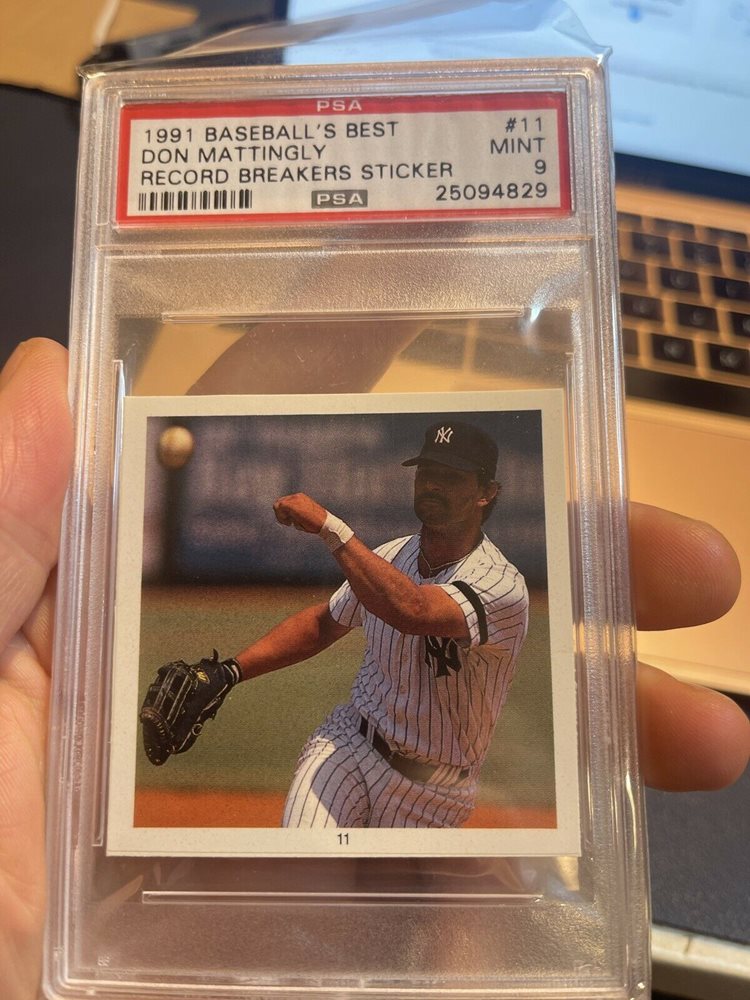 PSA
1991 BASEBALL'S BEST #11
DON MATTINGLY MINT
RECORD BREAKERS STICKER 9
PSA 25094829
NY
NY
11